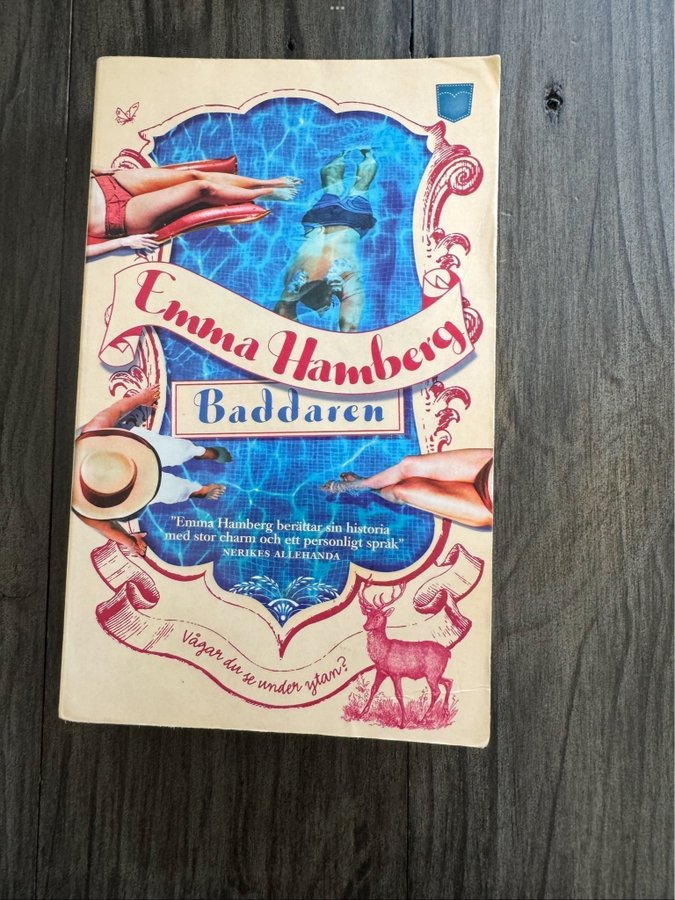 Emma Hamberg
Baddaren
"Emma Hamberg berättar sin historia
med stor charm och ett personligt språk"
NERIKES ALLEHANDA
Vågar du se under ytan?